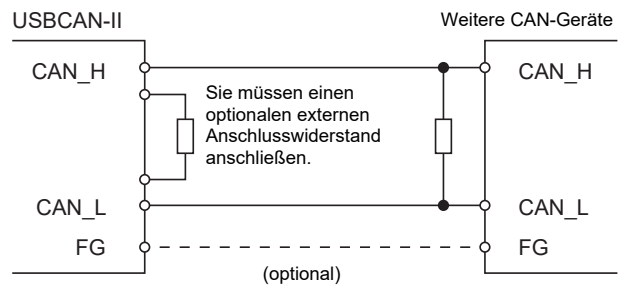 USBCAN-II
Weitere CAN-Geräte
CAN_H
CAN_H
Sie müssen einen
optionalen externen
Anschlusswiderstand
anschließen.
CAN_L
CAN_L
FG
FG
(optional)